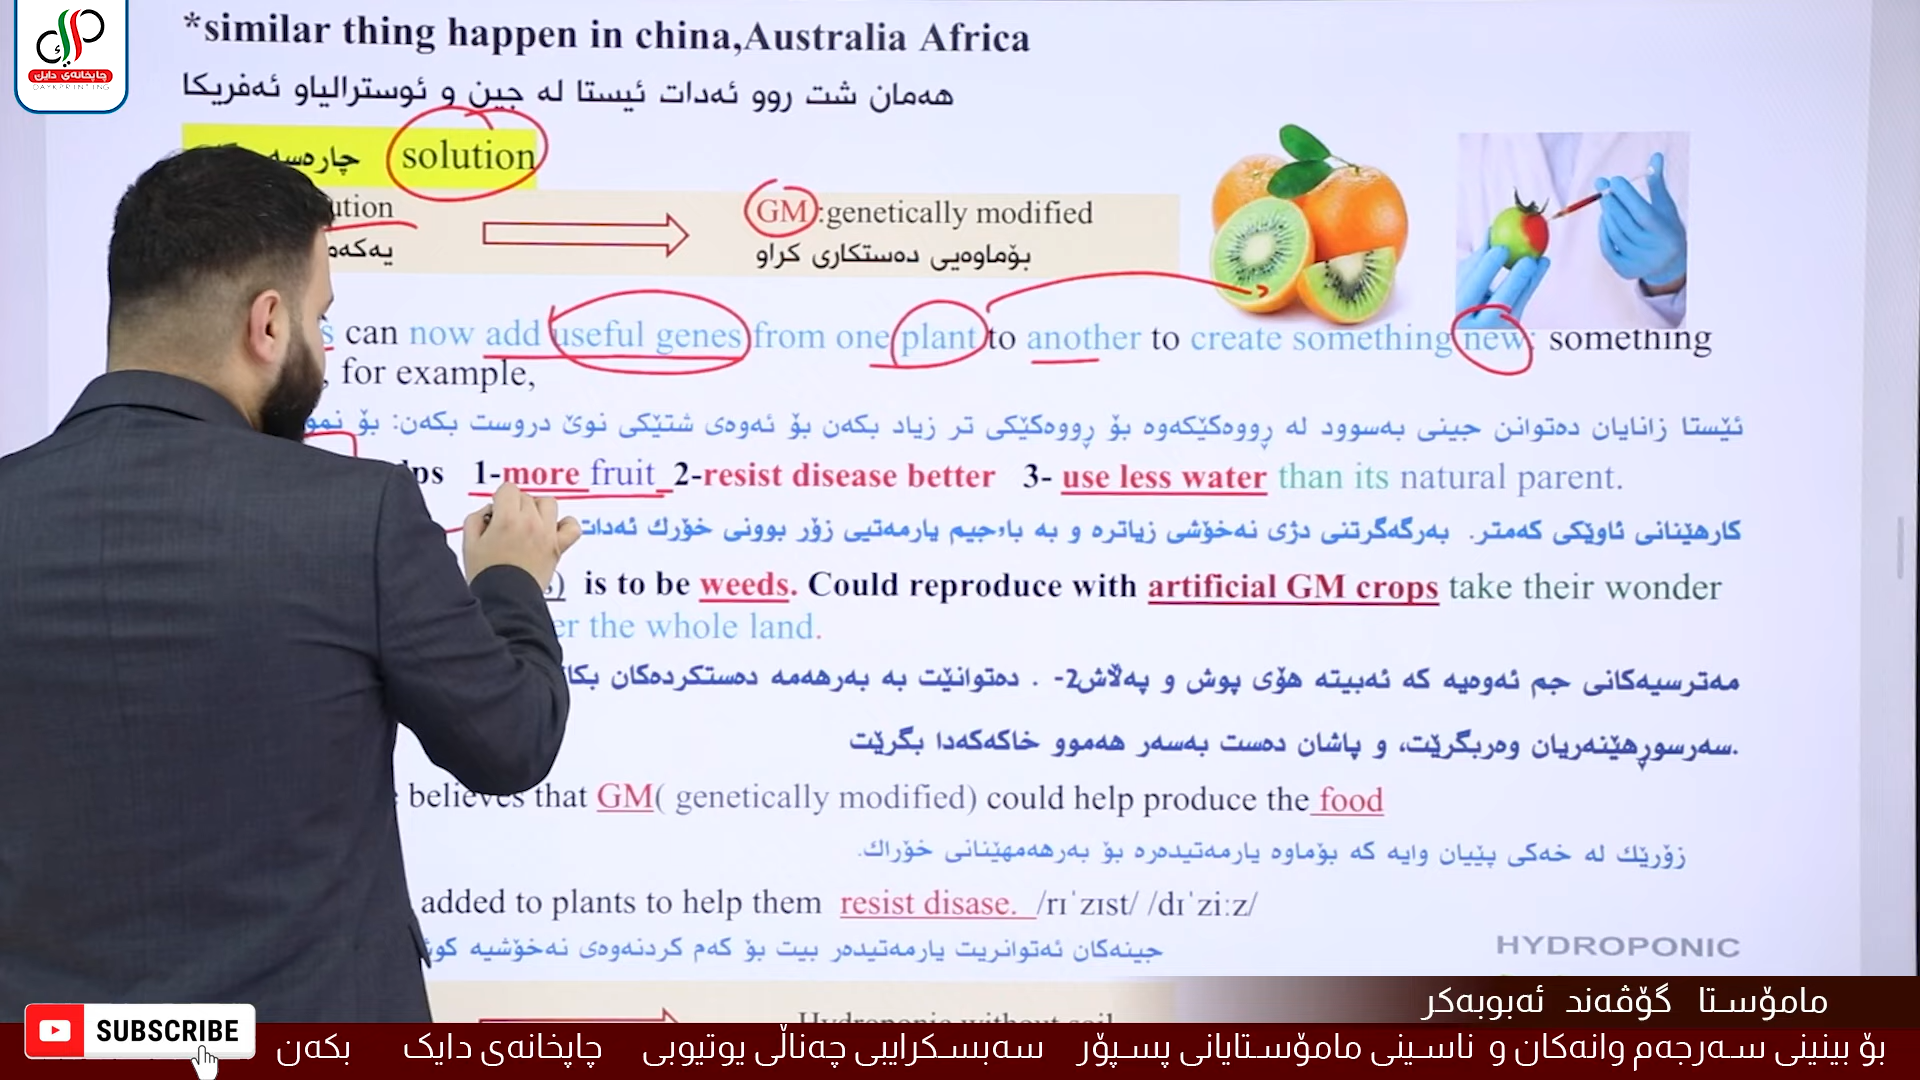 *similar thing happen in china,Australia Africa
هەمان شت روو ئەدات ئیستا لە چین و ئوسترالیاو ئەفریکا
solution
GM:genetically modified
بۆماوەیی دەستکاری کراو
can now add useful genes from one plant to another to create something new: something
, for example,
ئێستا زانایان دەتوانن جینی بەسوود لە ڕووەکێکەوە بۆ ڕووەکێکی تر زیاد بکەن بۆ ئەوەی شتێکی نوێ دروست بکەن: بۆ
1-more fruit 2-resist disease better 3- use less water than its natural parent.
کارهێنانی ئاوێکی کەمتر. بەرگەگرتنی دژی نەخۆشی زیاترە و بە باءجیم یارمەتیی زۆر بوونی خۆرك ئەدات
is to be weeds. Could reproduce with artificial GM crops take their wonder
the whole land.
مەترسیەکانی جم ئەوەیە کە ئەبیتە هۆی پوش و پەڵاش2- . دەتوانێت بە بەرهەمە دەستکردەکان
سەرسوڕهێنەریان وەربگرێت، و پاشان دەست بەسەر هەموو خاکەکەدا بگرێت.
believes that GM( genetically modified) could help produce the food
زۆرێك لە خەکی پێیان وایە کە بۆماوە یارمەتیدەرە بۆ بەرهەمهێنانی خۆراك.
added to plants to help them resist disase. /rɪˈzɪst/ /dɪˈziːz/
جینەکان ئەتوانریت یارمەتیدەر بیت بۆ کەم کردنەوەی نەخۆشیە
HYDROPONIC
مامۆستا گۆڤەند ئەبوبەکر
SUBSCRIBE
بۆ بینینی سەرجەم وانەکان و ناسینی مامۆستایانی پسپۆر سەبسکرایبی چەناڵی یوتیوبی چاپخانەی دایک بکەن
چاپخانەی دایك
DAYK PRINTING